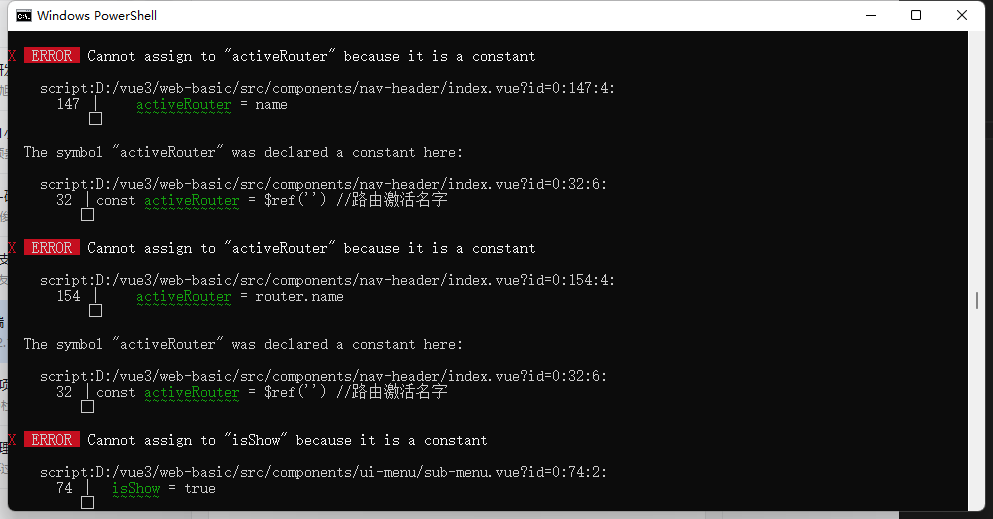 Windows PowerShell
X ERROR Cannot assign to "activeRouter" because it is a constant
script:D:/vue3/web-basic/src/components/nav-header/index.vue?id=0:147:4:
147 │ activeRouter = name
The symbol "activeRouter" was declared a constant here:
script:D:/vue3/web-basic/src/components/nav-header/index.vue?id=0:32:6:
32 │ const activeRouter = $ref('') //路由激活名字
X ERROR Cannot assign to "activeRouter" because it is a constant
script:D:/vue3/web-basic/src/components/nav-header/index.vue?id=0:154:4:
154 │ activeRouter = router.name
The symbol "activeRouter" was declared a constant here:
script:D:/vue3/web-basic/src/components/nav-header/index.vue?id=0:32:6:
32 │ const activeRouter = $ref('') //路由激活名字
X ERROR Cannot assign to "isShow" because it is a constant
script:D:/vue3/web-basic/src/components/ui-menu/sub-menu.vue?id=0:74:2:
74 │ isShow = true